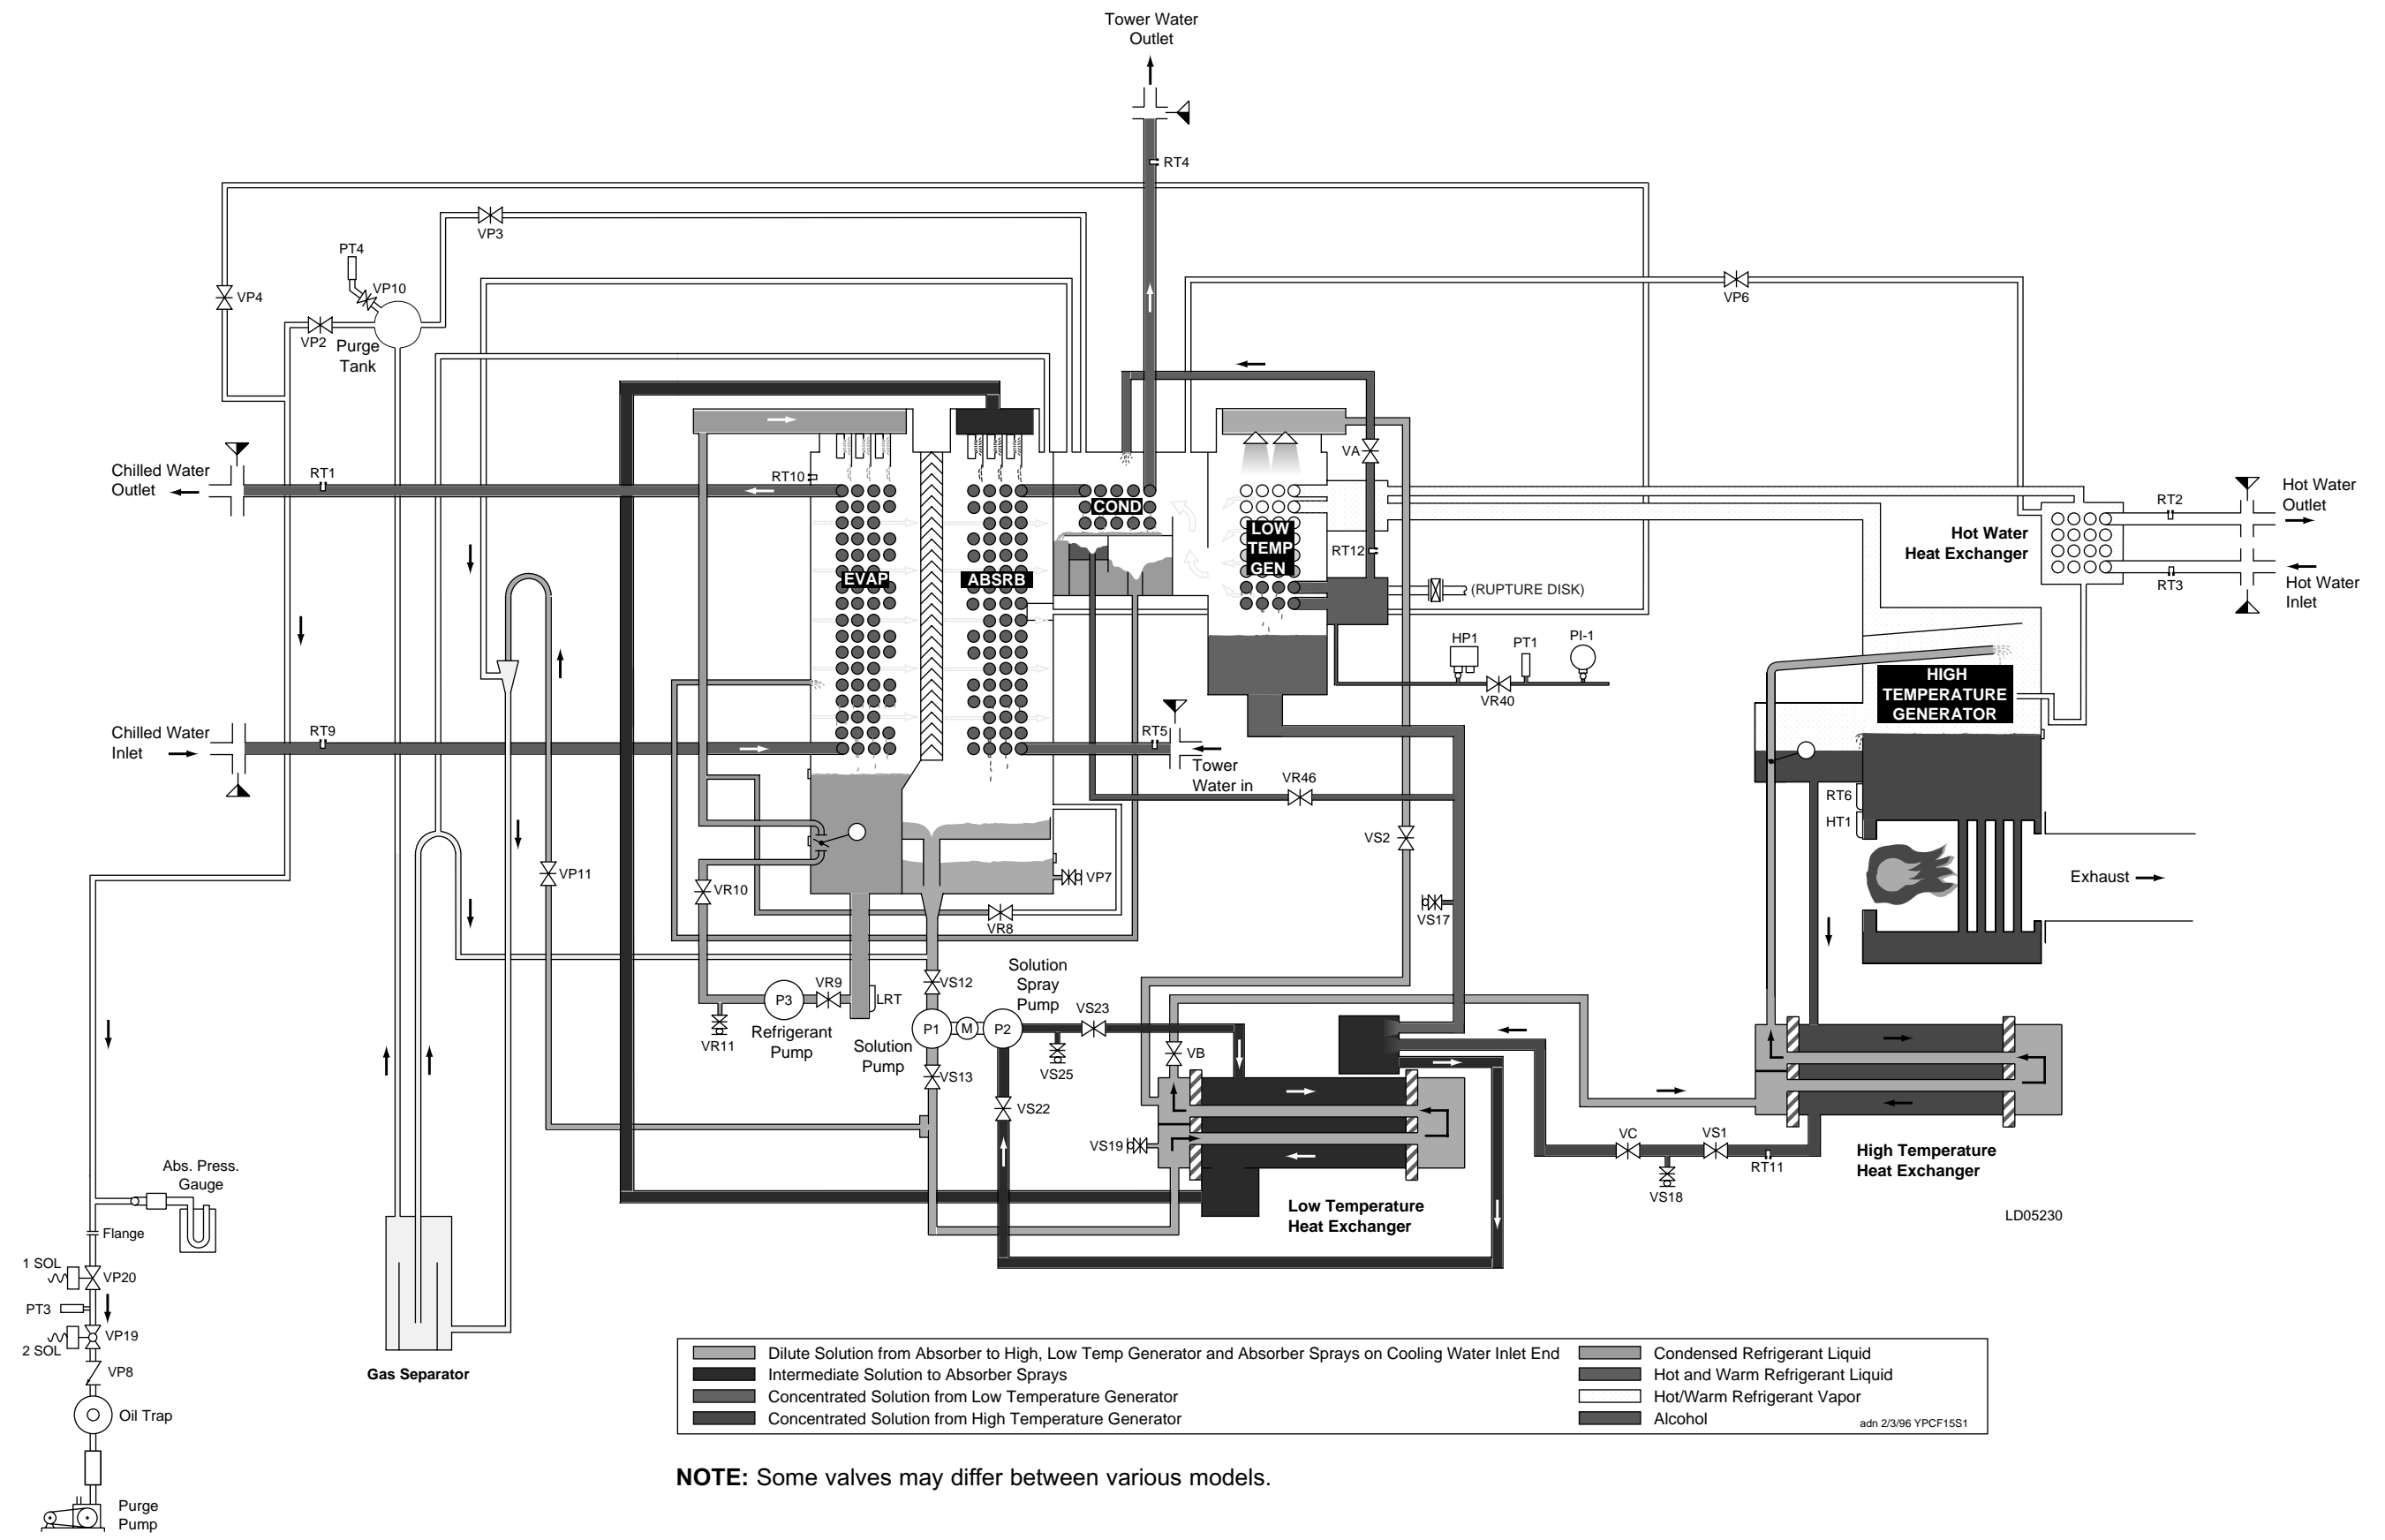 Tower Water
Outlet
RT4
VP3
PT4
VP10
VP4
VP6
VP2
Purge
Tank
VA
Chilled Water
Outlet
RT1
RT10
COND
LOW
TEMP
GEN
RT12
EVAP
ABSRB
(RUPTURE DISK)
Hot Water
Heat Exchanger
RT2
Hot Water
Outlet
RT3
Hot Water
Inlet
HP1
PT1
PI-1
VR40
HIGH
TEMPERATURE
GENERATOR
Chilled Water
Inlet
RT9
RT5
Tower
Water in
VR46
RT6
HT1
VS2
VP11
VR10
VP7
Exhaust
VR8
VS17
Solution
Spray
Pump
VS12
VR9
LRT
P3
VR11
Refrigerant
Pump
Solution
Pump
P1
M
P2
VS23
VS25
VB
VS13
VS22
VS19
VC
VS1
VS18
RT11
High Temperature
Heat Exchanger
Low Temperature
Heat Exchanger
LD05230
Abs. Press.
Gauge
Flange
1 SOL
VP20
PT3
VP19
2 SOL
VP8
Oil Trap
Gas Separator
Purge
Pump
Dilute Solution from Absorber to High, Low Temp Generator and Absorber Sprays on Cooling Water Inlet End
Intermediate Solution to Absorber Sprays
Concentrated Solution from Low Temperature Generator
Concentrated Solution from High Temperature Generator
Condensed Refrigerant Liquid
Hot and Warm Refrigerant Liquid
Hot/Warm Refrigerant Vapor
Alcohol
adn 2/3/96 YPCF15S1
NOTE: Some valves may differ between various models.